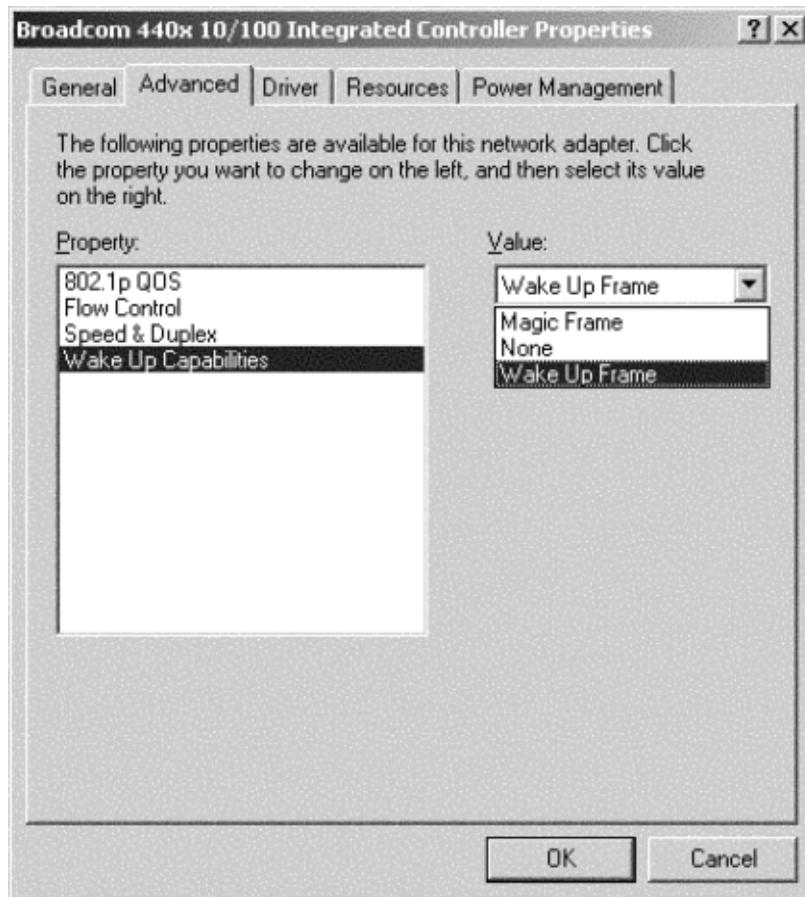 Broadcom 440x 10/100 Integrated Controller Properties
General Advanced Driver Resources Power Management
The following properties are available for this network adapter. Click
the property you want to change on the left, and then select its value
on the right.
Property:
802.1p QOS
Flow Control
Speed & Duplex
Wake Up Capabilities
Value:
Wake Up Frame
Magic Frame
None
Wake Up Frame
OK Cancel